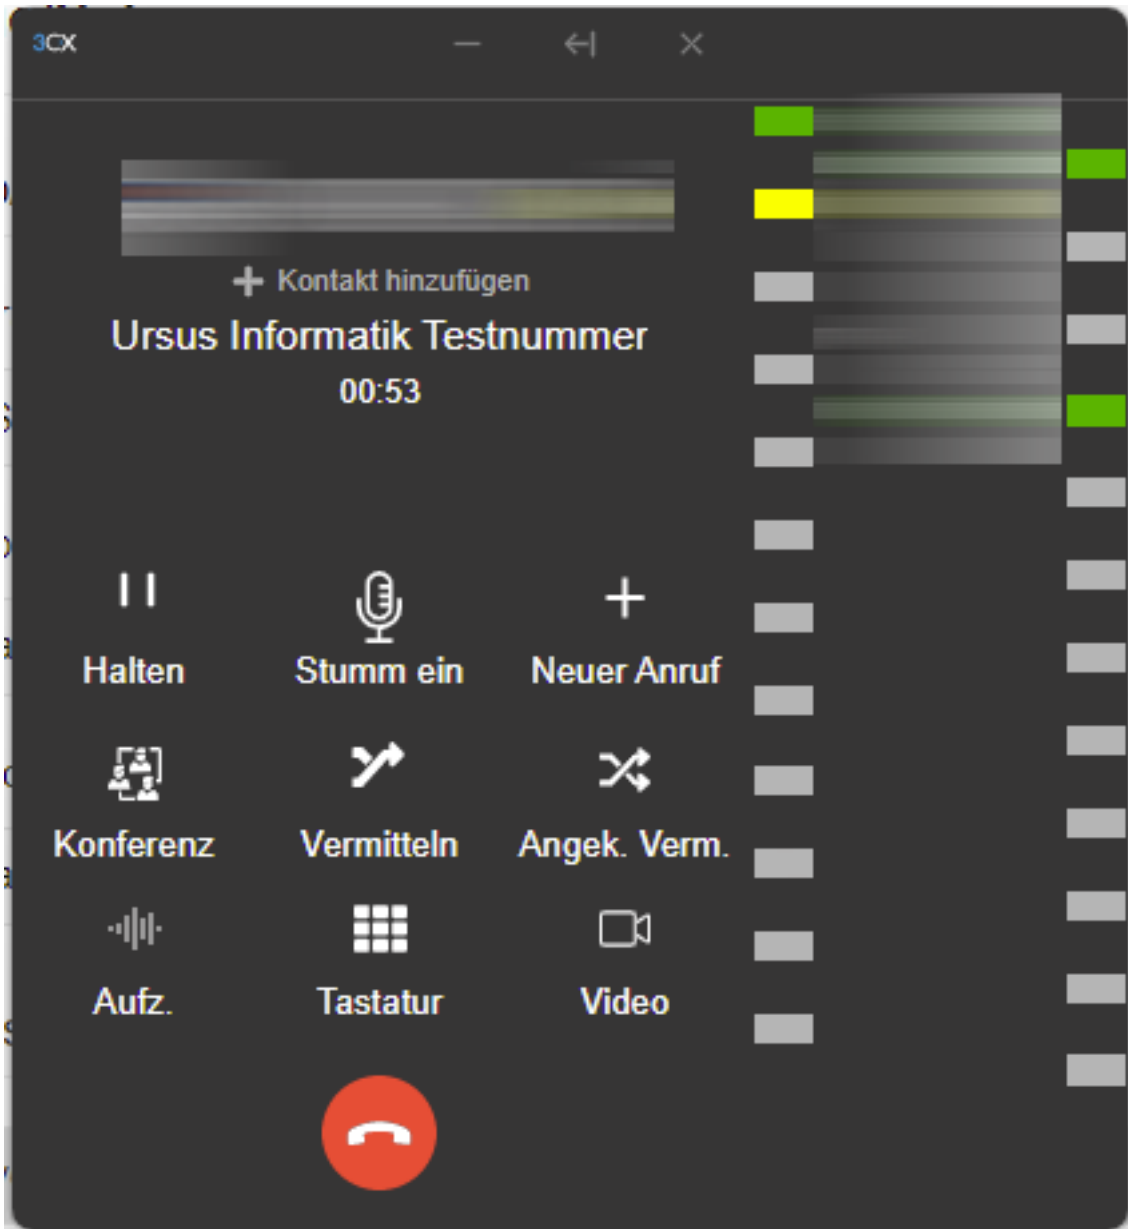 3CX
Kontakt hinzufügen
Ursus Informatik Testnummer
00:53
Halten
Stumm ein
Neuer Anruf
Konferenz
Vermitteln
Angek. Verm.
Aufz.
Tastatur
Video